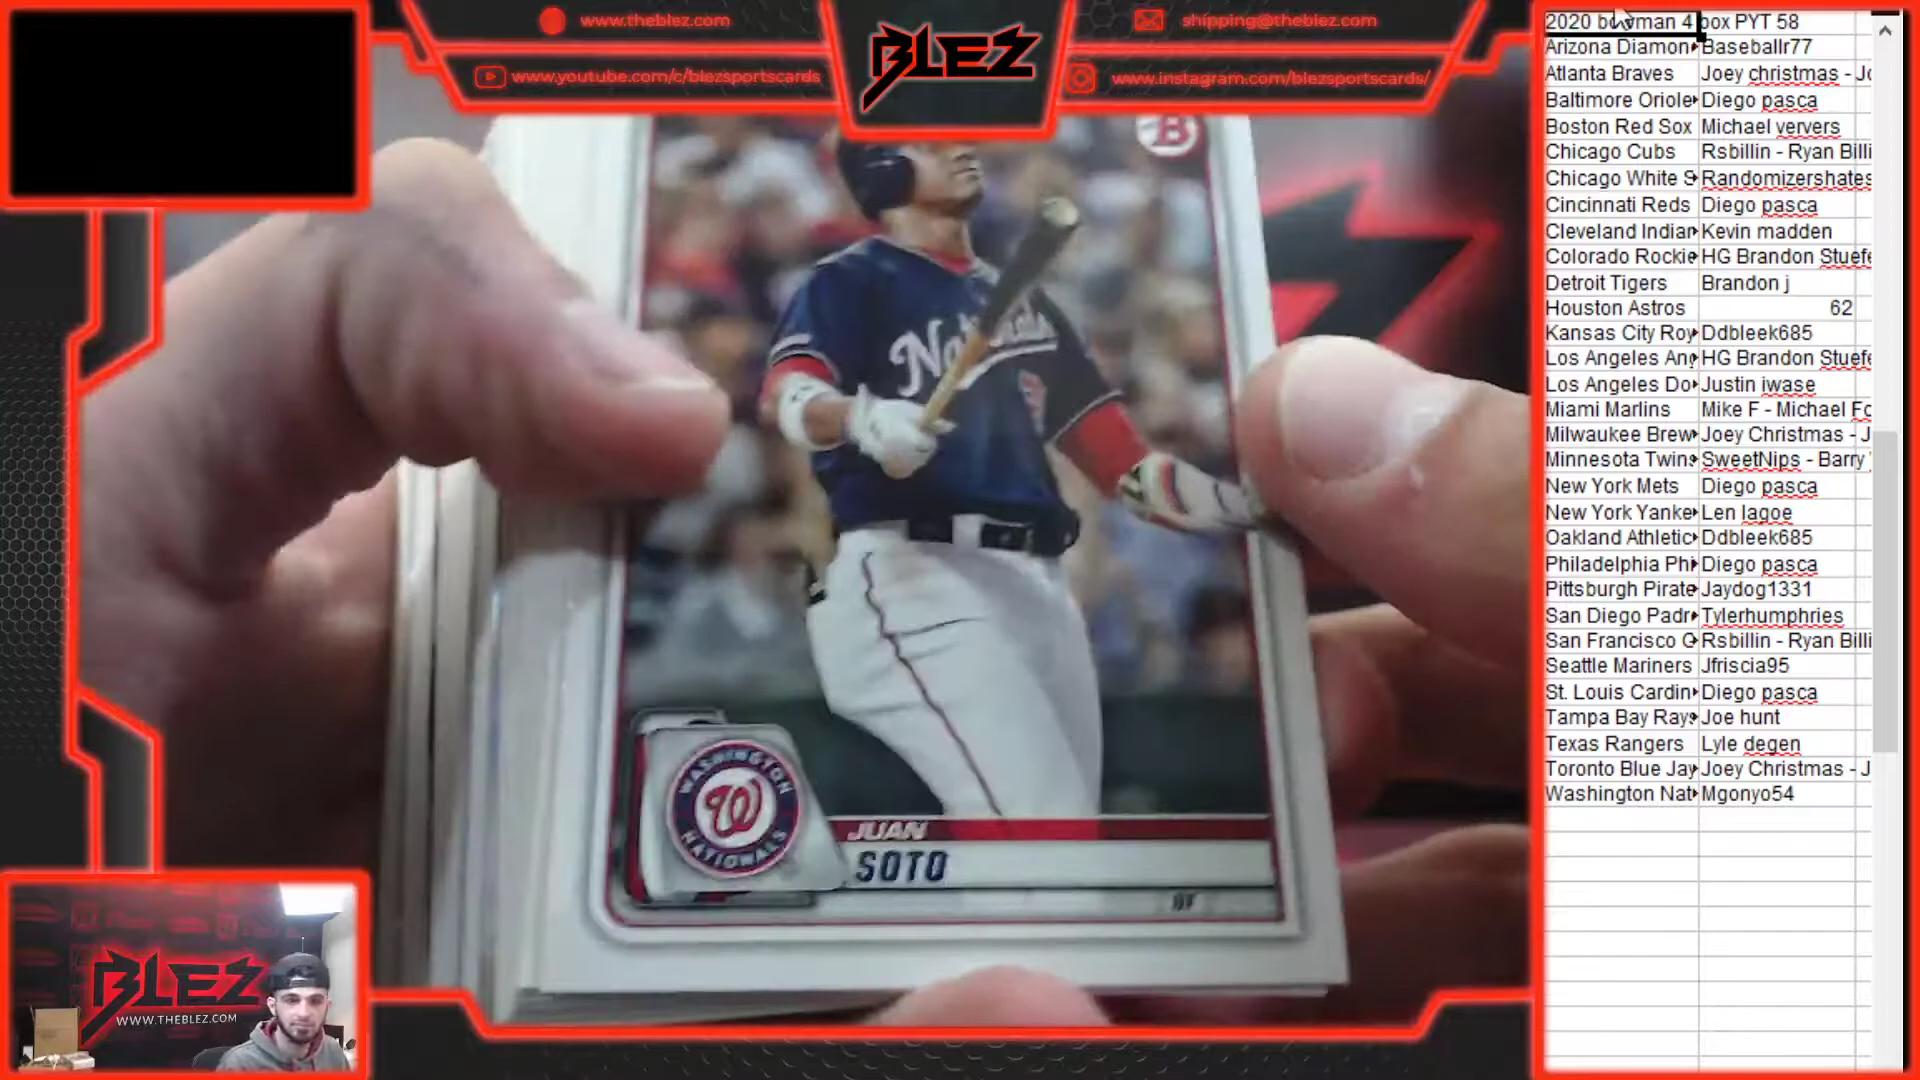 www.theblez.com
shipping@theblez.com
www.youtube.com/c/blezsportscards
www.instagram.com/blezsportscards/
BLEZ
B
Nationals
WASHINGTON
W
NATIONALS
JUAN
SOTO
OF
BLEZ
WWW.THEBLEZ.COM
2020 bowman 4 box PYT 58
Arizona Diamon Baseballr77
Atlanta Braves Joey christmas - Jo
Baltimore Oriole Diego pasca
Boston Red Sox Michael ververs
Chicago Cubs Rsbillin - Ryan Billi
Chicago White S Randomizershates
Cincinnati Reds Diego pasca
Cleveland Indian Kevin madden
Colorado Rockie HG Brandon Stuefe
Detroit Tigers Brandon j
Houston Astros 62
Kansas City Roy Ddbleek685
Los Angeles Ang HG Brandon Stuefe
Los Angeles Do Justin iwase
Miami Marlins Mike F - Michael Fo
Milwaukee Brew Joey Christmas - J
Minnesota Twins SweetNips - Barry
New York Mets Diego pasca
New York Yanke Len lagoe
Oakland Athletic Ddbleek685
Philadelphia Phi Diego pasca
Pittsburgh Pirate Jaydog1331
San Diego Padr Tylerhumphries
San Francisco G Rsbillin - Ryan Billi
Seattle Mariners Jfriscia95
St. Louis Cardin Diego pasca
Tampa Bay Rays Joe hunt
Texas Rangers Lyle degen
Toronto Blue Jay Joey Christmas - J
Washington Nat Mgonyo54